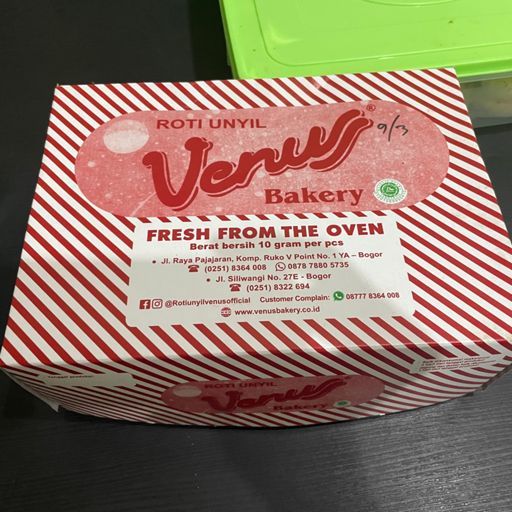 ROTI UNYIL
Venus®
9/3
Bakery
FRESH FROM THE OVEN
Berat bersih 10 gram per pcs
• Jl. Raya Pajajaran, Komp. Ruko V Point No. 1 YA – Bogor
(0251) 8364 008 0878 7880 5735
• Jl. Siliwangi No. 27E - Bogor
(0251) 8322 694
@Rotiunyilvenusofficial Customer Complain: 08777 8364 008
www.venusbakery.co.id
ROTI UNYIL
Venus
Bakery